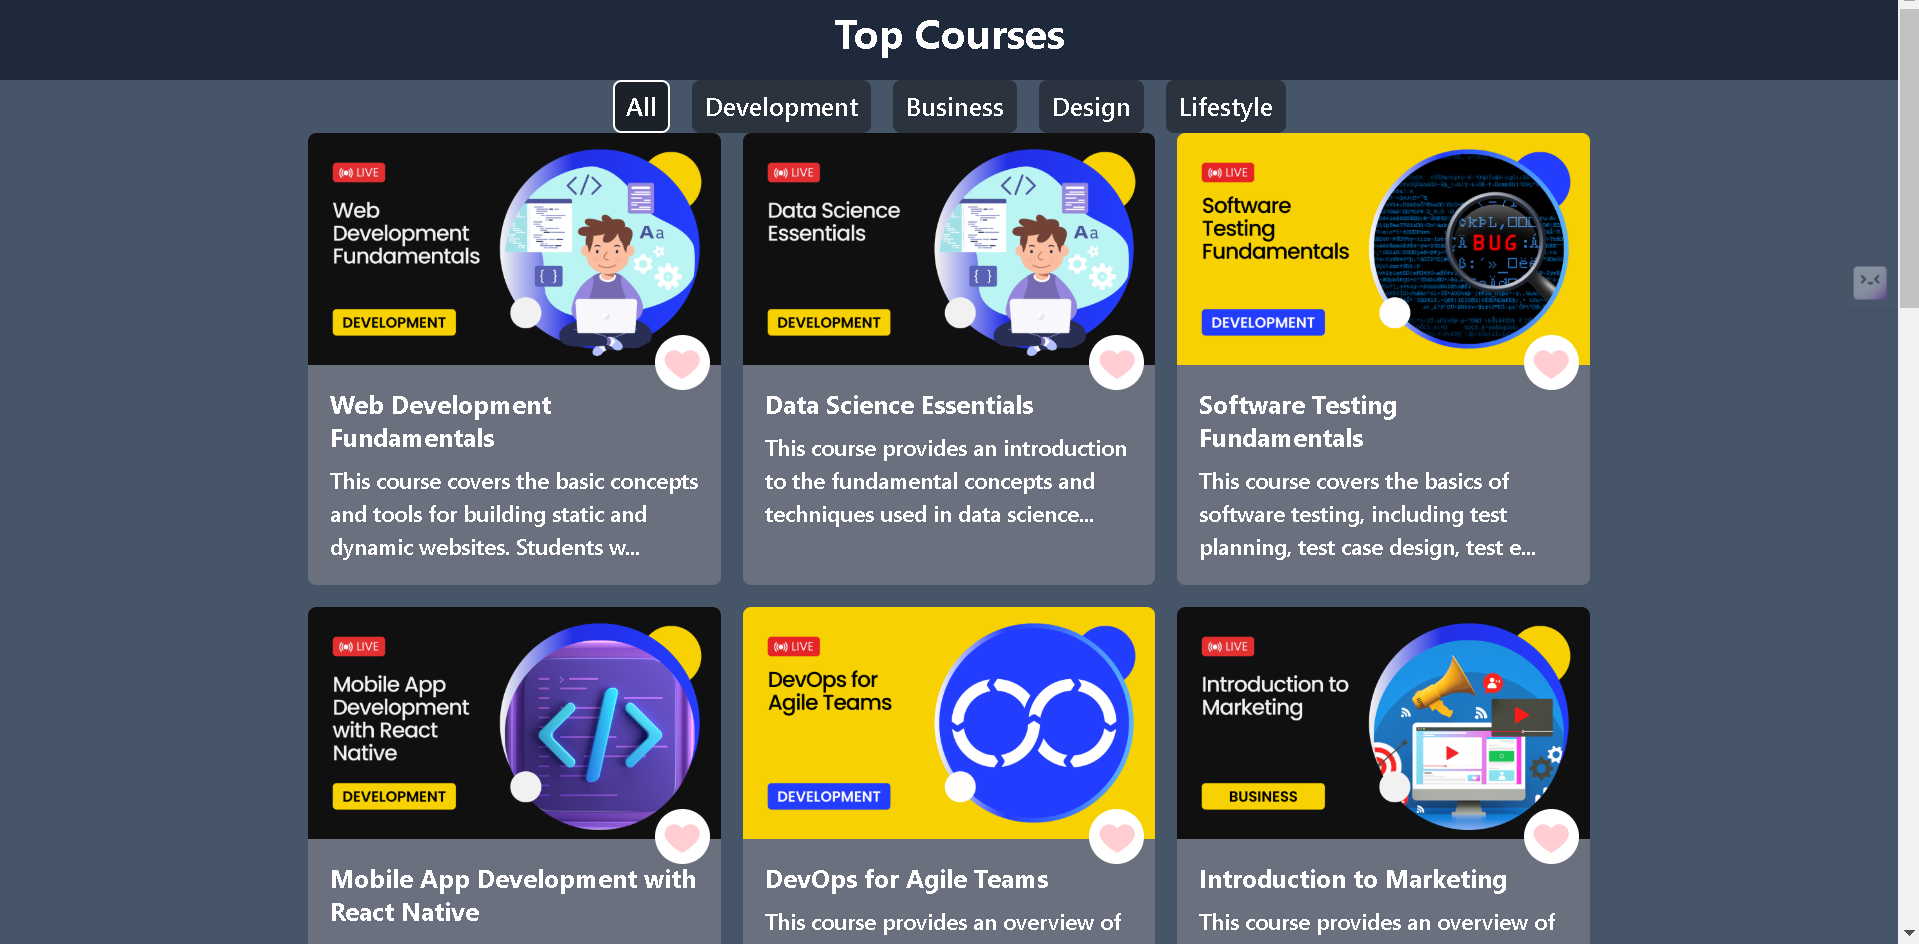 Top Courses
All
Development
Business
Design
Lifestyle
LIVE
Web
Development
Fundamentals
DEVELOPMENT
Aa
Web Development
Fundamentals
This course covers the basic concepts
and tools for building static and
dynamic websites. Students w...
LIVE
Data Science
Essentials
DEVELOPMENT
Aa
Data Science Essentials
This course provides an introduction
to the fundamental concepts and
techniques used in data science...
LIVE
Software
Testing
Fundamentals
DEVELOPMENT
BUG
Software Testing
Fundamentals
This course covers the basics of
software testing, including test
planning, test case design, test e...
LIVE
Mobile App
Development
with React
Native
DEVELOPMENT
Mobile App Development with
React Native
LIVE
DevOps for
Agile Teams
DEVELOPMENT
DevOps for Agile Teams
This course provides an overview of
LIVE
Introduction to
Marketing
BUSINESS
Introduction to Marketing
This course provides an overview of